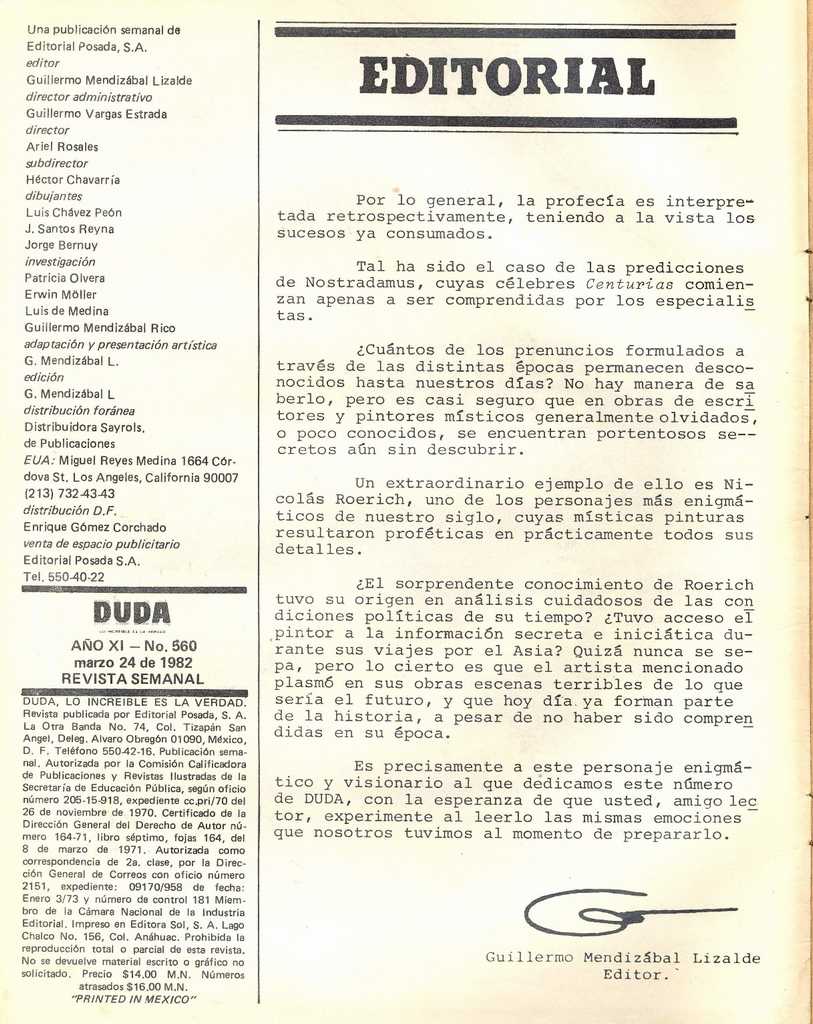 Una publicación semanal de
Editorial Posada, S.A.
editor
Guillermo Mendizábal Lizalde
director administrativo
Guillermo Vargas Estrada
director
Ariel Rosales
subdirector
Héctor Chavarría
dibujantes
Luis Chávez Peón
J. Santos Reyna
Jorge Bernuy
investigación
Patricia Olvera
Erwin Möller
Luis de Medina
Guillermo Mendizábal Rico
adaptación y presentación artística
G. Mendizábal L.
edición
G. Mendizábal L
distribución foránea
Distribuidora Sayrols,
de Publicaciones
EUA: Miguel Reyes Medina 1664 Cór-
dova St. Los Angeles, California 90007
(213) 732-43-43
distribución D.F.
Enrique Gómez Corchado
venta de espacio publicitario
Editorial Posada S.A.
Tel. 550-40-22
DUDA
LO INCREIBLE ES LA VERDAD
AÑO XI — No. 560
marzo 24 de 1982
REVISTA SEMANAL
DUDA, LO INCREIBLE ES LA VERDAD.
Revista publicada por Editorial Posada, S. A.
La Otra Banda No. 74, Col. Tizapán San
Angel, Deleg. Alvaro Obregón 01090, México,
D. F. Teléfono 550-42-16. Publicación sema-
nal. Autorizada por la Comisión Calificadora
de Publicaciones y Revistas Ilustradas de la
Secretaría de Educación Pública, según oficio
número 205-15-918, expediente cc.pri/70 del
26 de noviembre de 1970. Certificado de la
Dirección General del Derecho de Autor nú-
mero 164-71, libro séptimo, fojas 164, del
8 de marzo de 1971. Autorizada como
correspondencia de 2a. clase, por la Direc-
ción General de Correos con oficio número
2151, expediente: 09170/958 de fecha:
Enero 3/73 y número de control 181 Miem-
bro de la Cámara Nacional de la Industria
Editorial. Impreso en Editora Sol, S. A. Lago
Chalco No. 156, Col. Anáhuac. Prohibida la
reproducción total o parcial de esta revista.
No se devuelve material escrito o gráfico no
solicitado. Precio $14.00 M.N. Números
atrasados $16.00 M.N.
"PRINTED IN MEXICO"
EDITORIAL
Por lo general, la profecía es interpre-
tada retrospectivamente, teniendo a la vista los
sucesos ya consumados.
Tal ha sido el caso de las predicciones
de Nostradamus, cuyas célebres Centurias comien-
zan apenas a ser comprendidas por los especialis
tas.
¿Cuántos de los prenuncios formulados a
través de las distintas épocas permanecen desco-
nocidos hasta nuestros días? No hay manera de sa
berlo, pero es casi seguro que en obras de escri
tores y pintores místicos generalmente olvidados,
o poco conocidos, se encuentran portentosos se--
cretos aún sin descubrir.
Un extraordinario ejemplo de ello es Ni-
colás Roerich, uno de los personajes más enigmá-
ticos de nuestro siglo, cuyas místicas pinturas
resultaron proféticas en prácticamente todos sus
detalles.
¿El sorprendente conocimiento de Roerich
tuvo su origen en análisis cuidadosos de las con
diciones políticas de su tiempo? ¿Tuvo acceso el
pintor a la información secreta e iniciática du-
rante sus viajes por el Asia? Quizá nunca se se-
pa, pero lo cierto es que el artista mencionado
plasmó en sus obras escenas terribles de lo que
sería el futuro, y que hoy día ya forman parte
de la historia, a pesar de no haber sido compren
didas en su época.
Es precisamente a este personaje enigmá-
tico y visionario al que dedicamos este número
de DUDA, con la esperanza de que usted, amigo lec
tor, experimente al leerlo las mismas emociones
que nosotros tuvimos al momento de prepararlo.
Guillermo Mendizábal Lizalde
Editor.